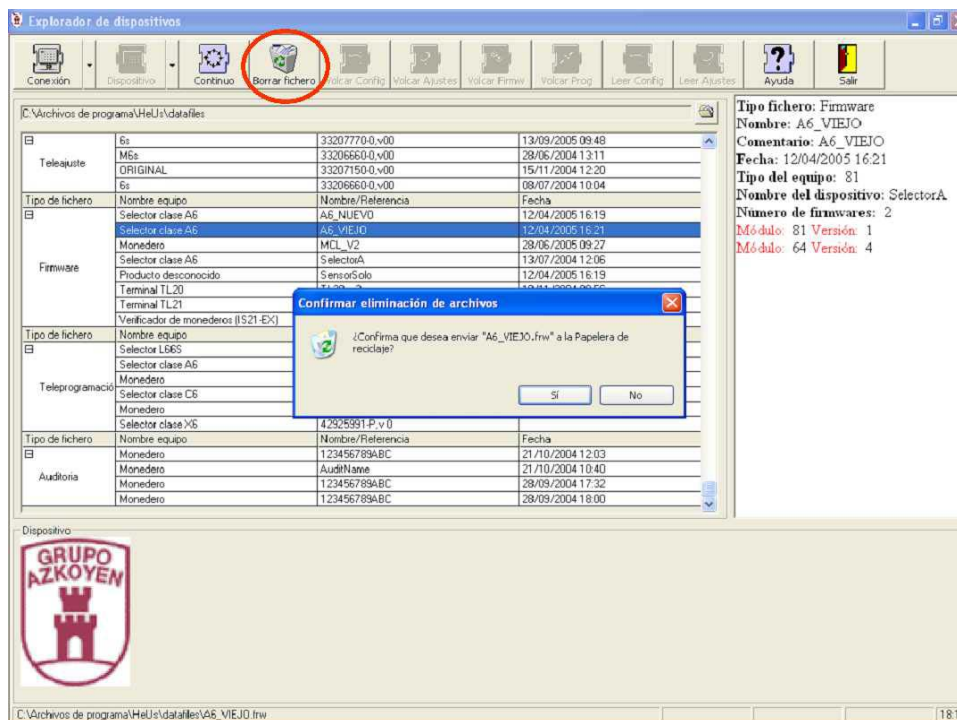 Explorador de dispositivos
Conexión
Dispositivo
Continuo
Borrar fichero
Volcar Config
Volcar Ajustes
Volcar Firmw
Volcar Prog
Leer Config
Leer Ajustes
Ayuda
Salir
C:\Archivos de programa\HeUs\datafiles
Teleajuste
6s 33207770-0,v00 13/09/2005 09:48
M6s 33206660-0,v00 28/06/2004 13:11
ORIGINAL 33207150-0,v00 15/11/2004 12:20
6s 33206660-0,v00 08/07/2004 10:04
Tipo de fichero Nombre equipo Nombre/Referencia Fecha
Firmware
Selector clase A6 A6_NUEVO 12/04/2005 16:19
Selector clase A6 A6_VIEJO 12/04/2005 16:21
Monedero MCL_V2 28/06/2005 09:27
Selector clase A6 SelectorA 13/07/2004 12:06
Producto desconocido SensorSolo 12/04/2005 16:19
Terminal TL20
Terminal TL21
Verificador de monederos (IS21-EX)
Tipo de fichero Nombre equipo
Teleprogramació
Selector L66S
Selector clase A6
Monedero
Selector clase C6
Monedero
Selector clase X6 42925991-P,v 0
Tipo de fichero Nombre equipo Nombre/Referencia Fecha
Auditoria
Monedero 123456789ABC 21/10/2004 12:03
Monedero AuditName 21/10/2004 10:40
Monedero 123456789ABC 28/09/2004 17:32
Monedero 123456789ABC 28/09/2004 18:00
Confirmar eliminación de archivos
¿Confirma que desea enviar "A6_VIEJO.frw" a la Papelera de
reciclaje?
Sí
No
Tipo fichero: Firmware
Nombre: A6_VIEJO
Comentario: A6_VIEJO
Fecha: 12/04/2005 16:21
Tipo del equipo: 81
Nombre del dispositivo: SelectorA
Número de firmwares: 2
Módulo: 81 Versión: 1
Módulo: 64 Versión: 4
Dispositivo
GRUPO
AZKOYEN
C:\Archivos de programa\HeUs\datafiles\A6_VIEJO.frw